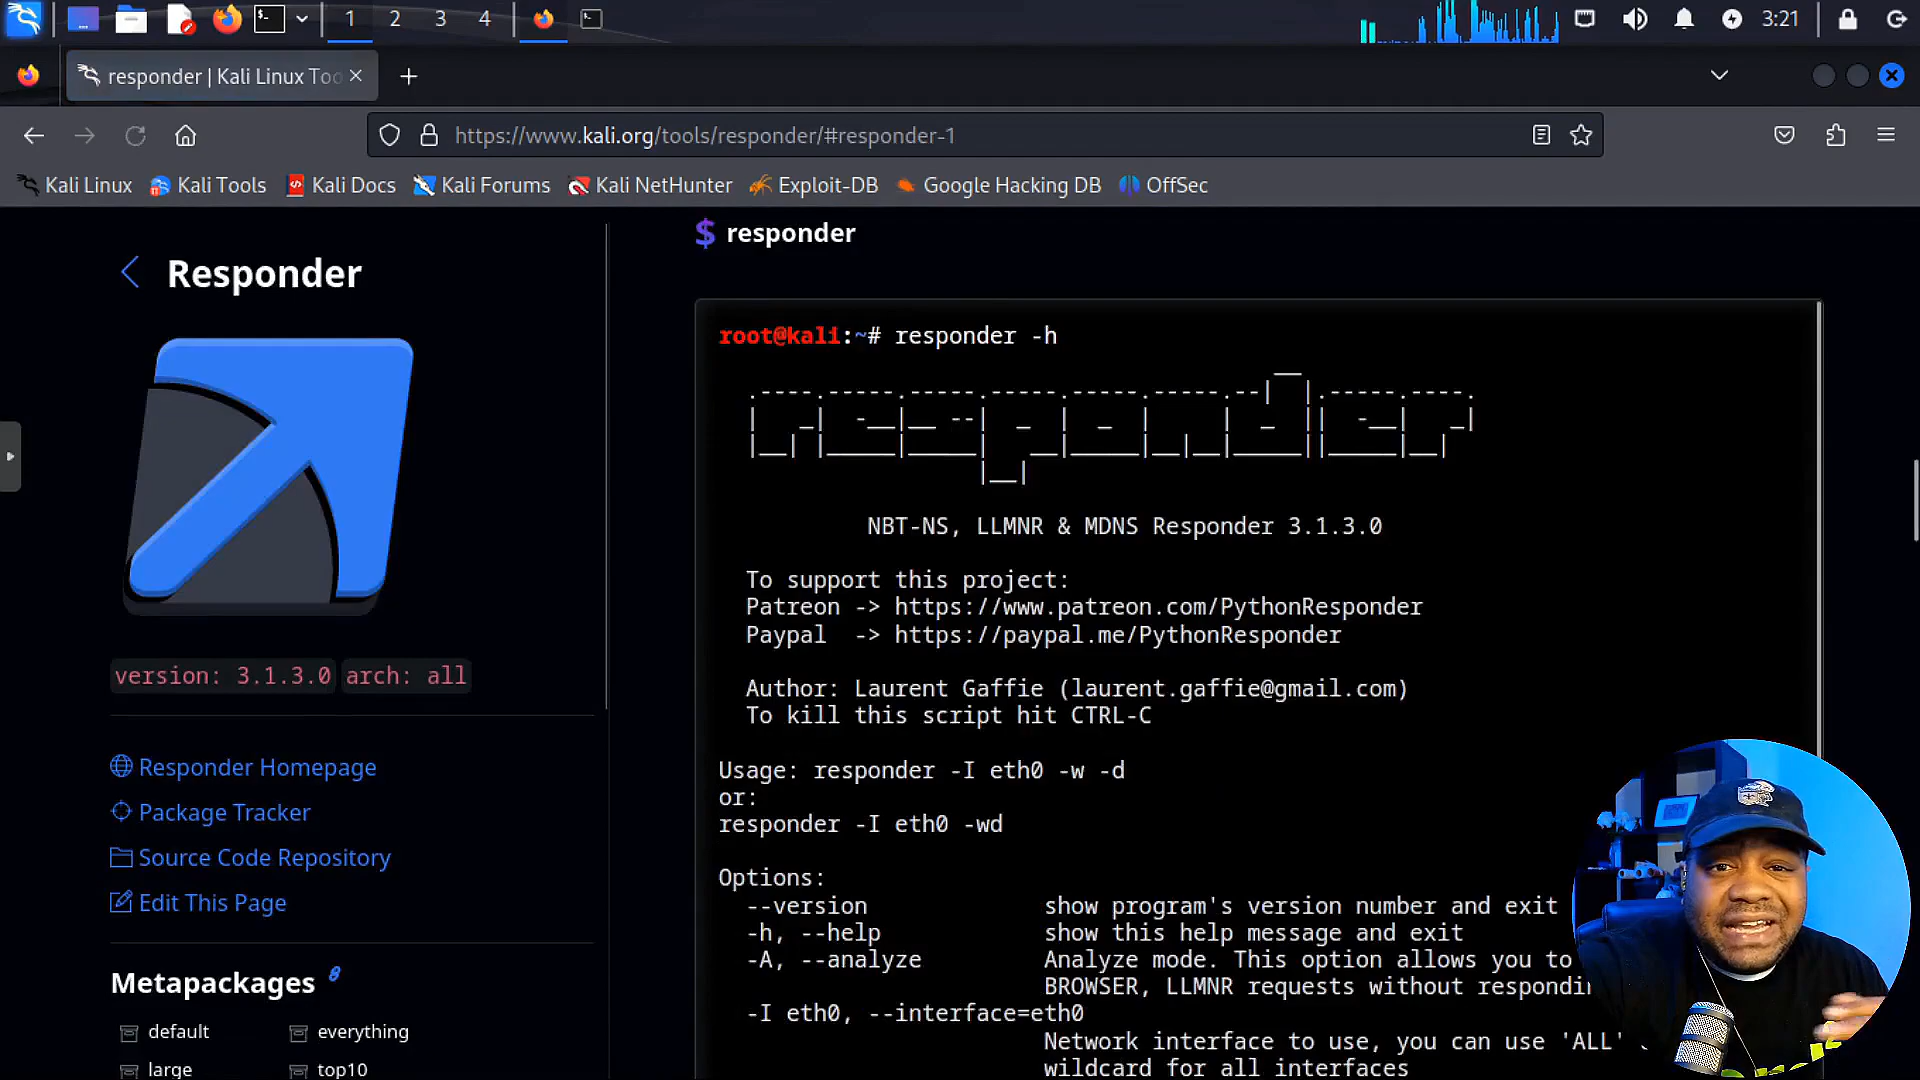 1 2 3 4
3:21
responder | Kali Linux Too
https://www.kali.org/tools/responder/#responder-1
Kali Linux Kali Tools Kali Docs Kali Forums Kali NetHunter Exploit-DB Google Hacking DB OffSec
Responder
version: 3.1.3.0 arch: all
Responder Homepage
Package Tracker
Source Code Repository
Edit This Page
Metapackages
default everything
large top10
$ responder
root@kali:~# responder -h
responder
NBT-NS, LLMNR & MDNS Responder 3.1.3.0
To support this project:
Patreon -> https://www.patreon.com/PythonResponder
Paypal -> https://paypal.me/PythonResponder
Author: Laurent Gaffie (laurent.gaffie@gmail.com)
To kill this script hit CTRL-C
Usage: responder -I eth0 -w -d
or:
responder -I eth0 -wd
Options:
--version show program's version number and exit
-h, --help show this help message and exit
-A, --analyze Analyze mode. This option allows you to
BROWSER, LLMNR requests without respondin
-I eth0, --interface=eth0
Network interface to use, you can use 'ALL'
wildcard for all interfaces